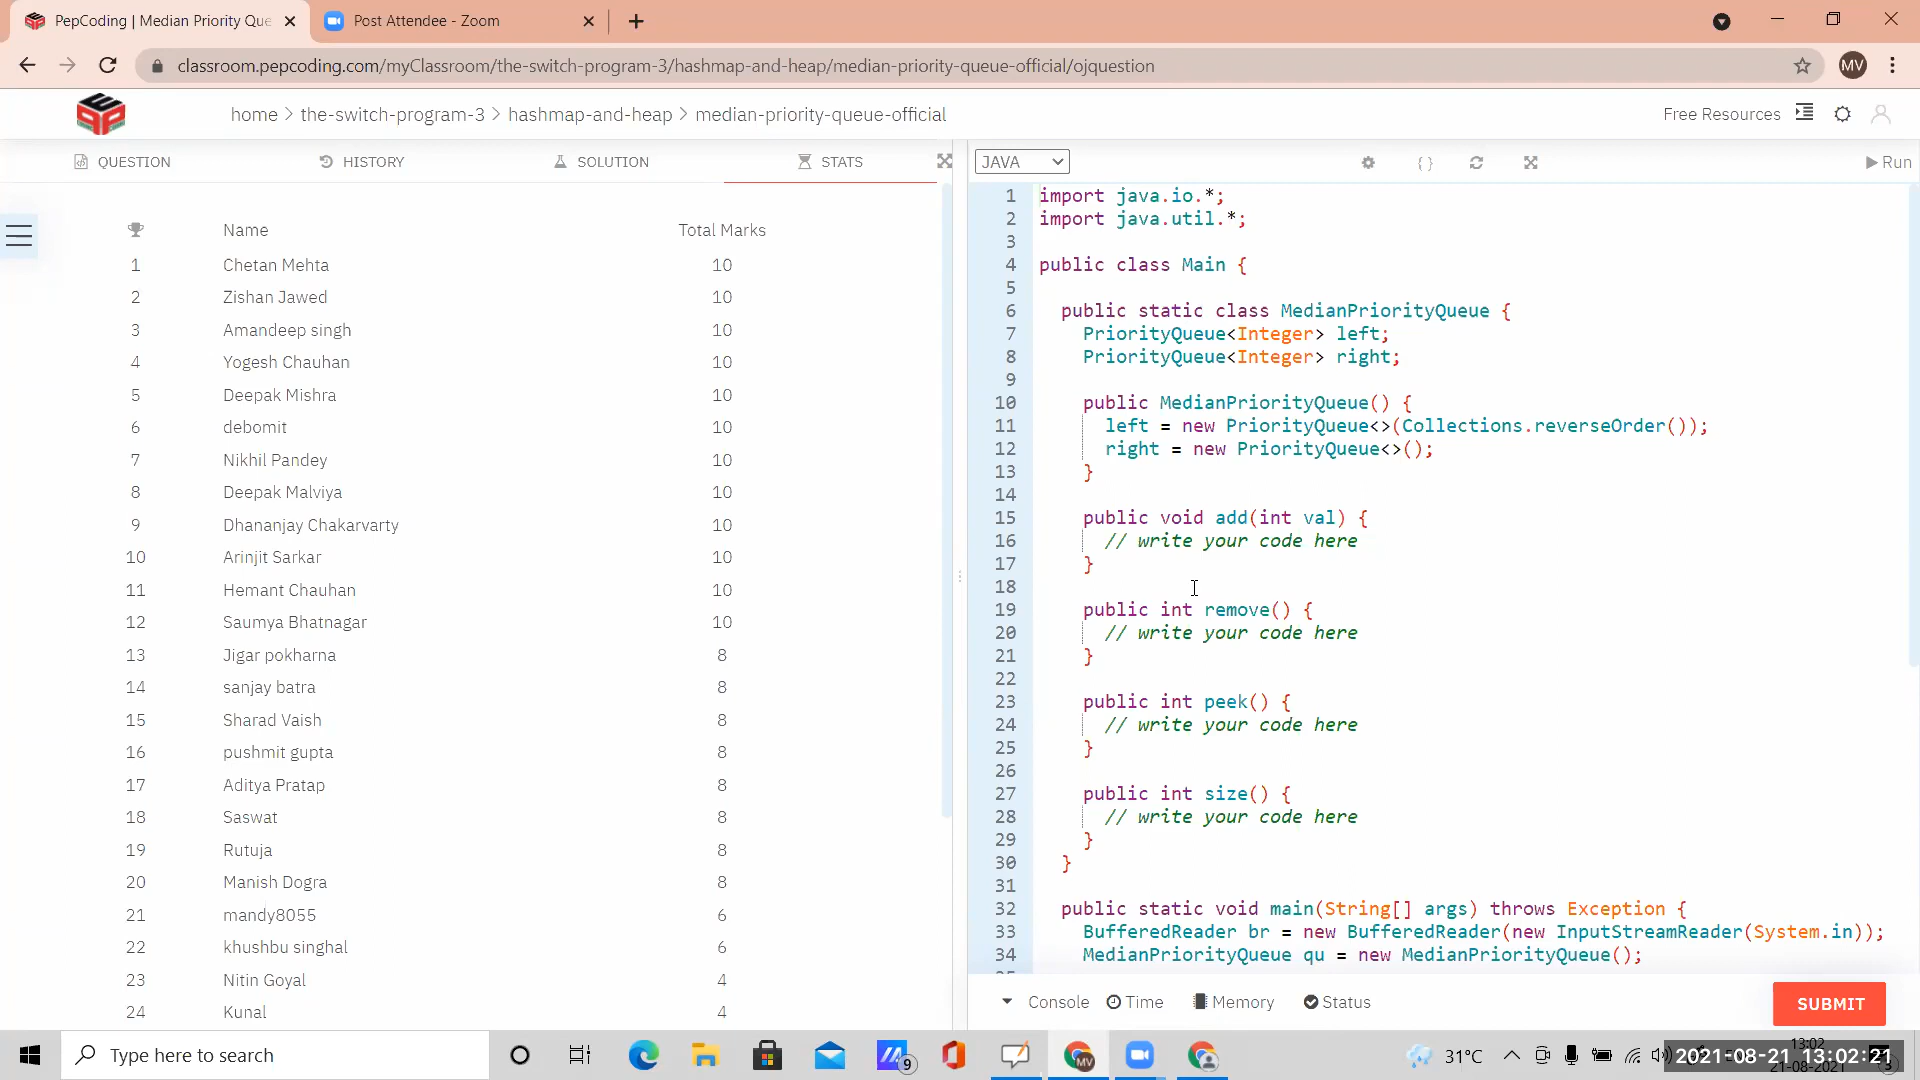 PepCoding | Median Priority Que
Post Attendee - Zoom
classroom.pepcoding.com/myClassroom/the-switch-program-3/hashmap-and-heap/median-priority-queue-official/ojquestion
MV
home > the-switch-program-3 > hashmap-and-heap > median-priority-queue-official
Free Resources
QUESTION HISTORY SOLUTION STATS
JAVA
Run
Name Total Marks
1 Chetan Mehta 10
2 Zishan Jawed 10
3 Amandeep singh 10
4 Yogesh Chauhan 10
5 Deepak Mishra 10
6 debomit 10
7 Nikhil Pandey 10
8 Deepak Malviya 10
9 Dhananjay Chakarvarty 10
10 Arinjit Sarkar 10
11 Hemant Chauhan 10
12 Saumya Bhatnagar 10
13 Jigar pokharna 8
14 sanjay batra 8
15 Sharad Vaish 8
16 pushmit gupta 8
17 Aditya Pratap 8
18 Saswat 8
19 Rutuja 8
20 Manish Dogra 8
21 mandy8055 6
22 khushbu singhal 6
23 Nitin Goyal 4
24 Kunal 4
1 import java.io.*;
2 import java.util.*;
3
4 public class Main {
5
6 public static class MedianPriorityQueue {
7 PriorityQueue<Integer> left;
8 PriorityQueue<Integer> right;
9
10 public MedianPriorityQueue() {
11 left = new PriorityQueue<>(Collections.reverseOrder());
12 right = new PriorityQueue<>();
13 }
14
15 public void add(int val) {
16 // write your code here
17 }
18
19 public int remove() {
20 // write your code here
21 }
22
23 public int peek() {
24 // write your code here
25 }
26
27 public int size() {
28 // write your code here
29 }
30 }
31
32 public static void main(String[] args) throws Exception {
33 BufferedReader br = new BufferedReader(new InputStreamReader(System.in));
34 MedianPriorityQueue qu = new MedianPriorityQueue();
Console Time Memory Status
SUBMIT
Type here to search
9
MV
31°C
13:02
2021-08-21 13:02:21